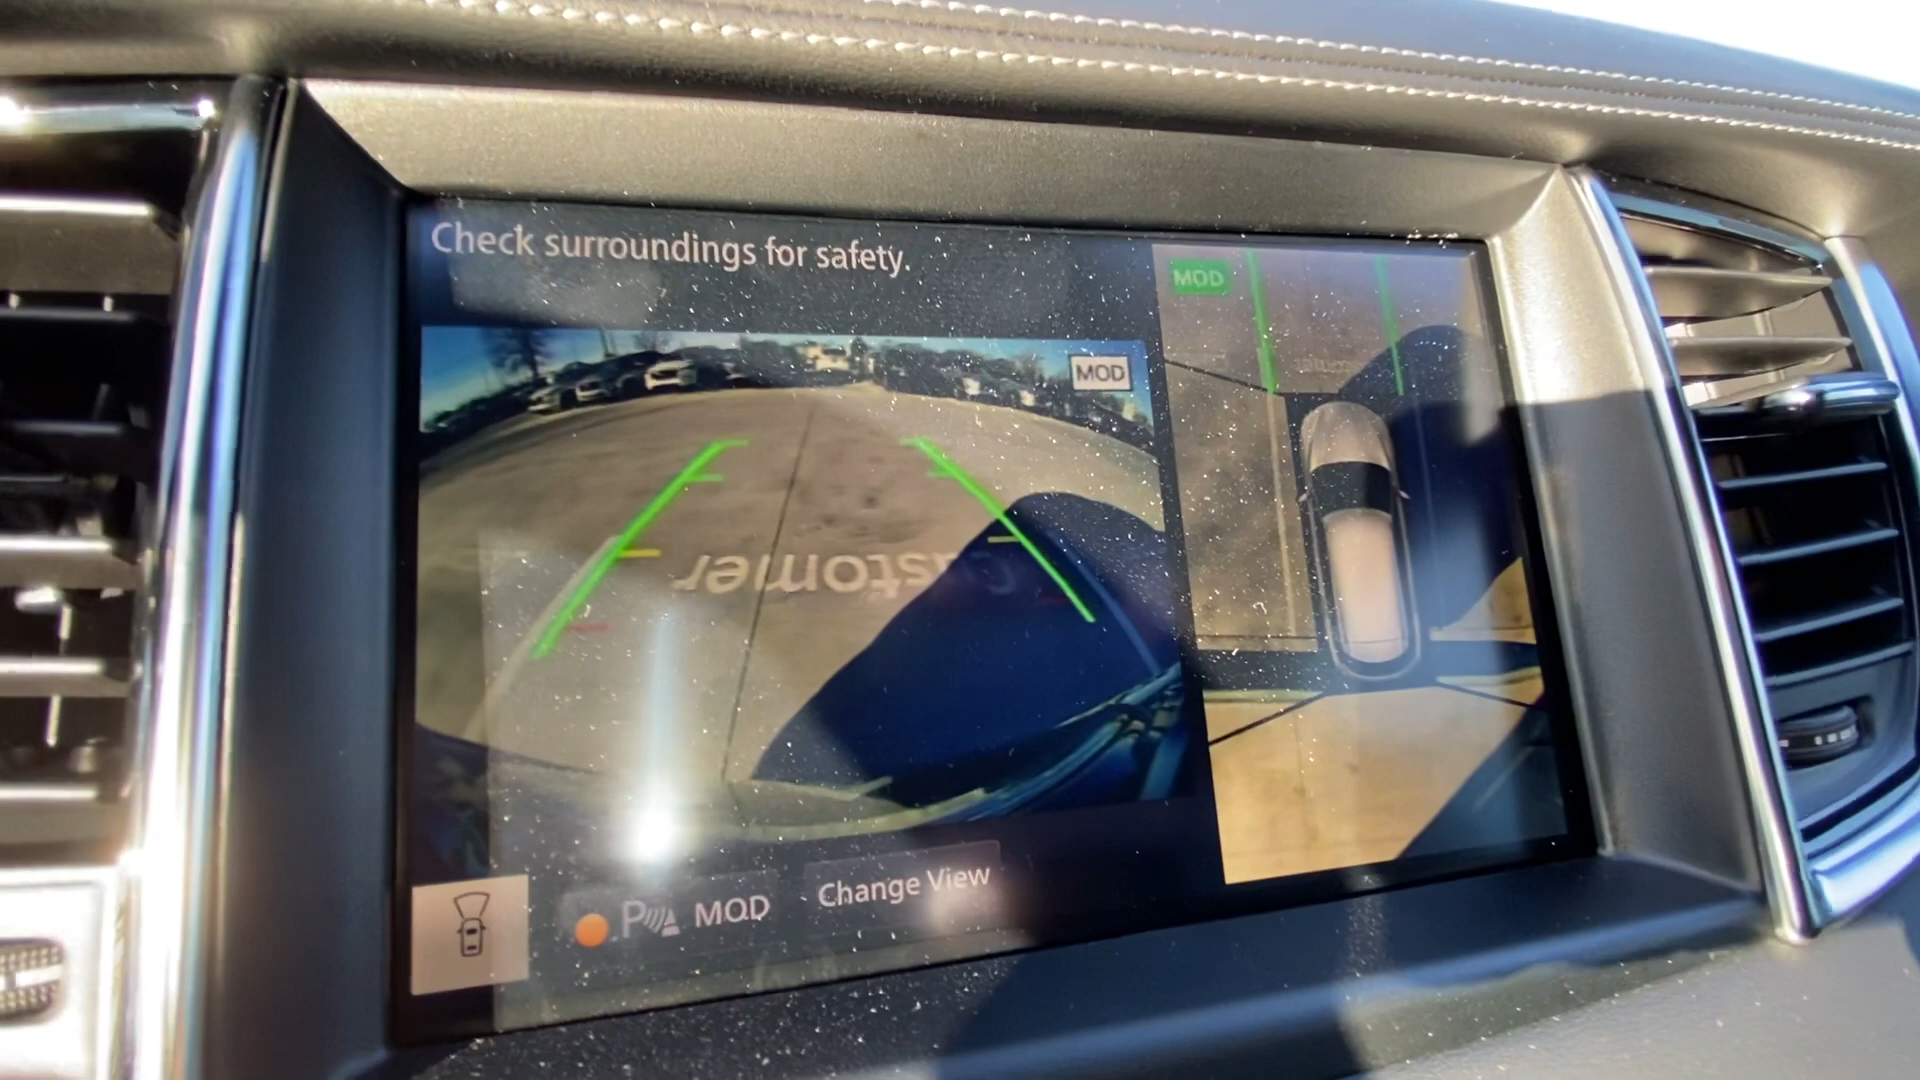 Check surroundings for safety.
MOD
MOD
Customer
P MOD
Change View